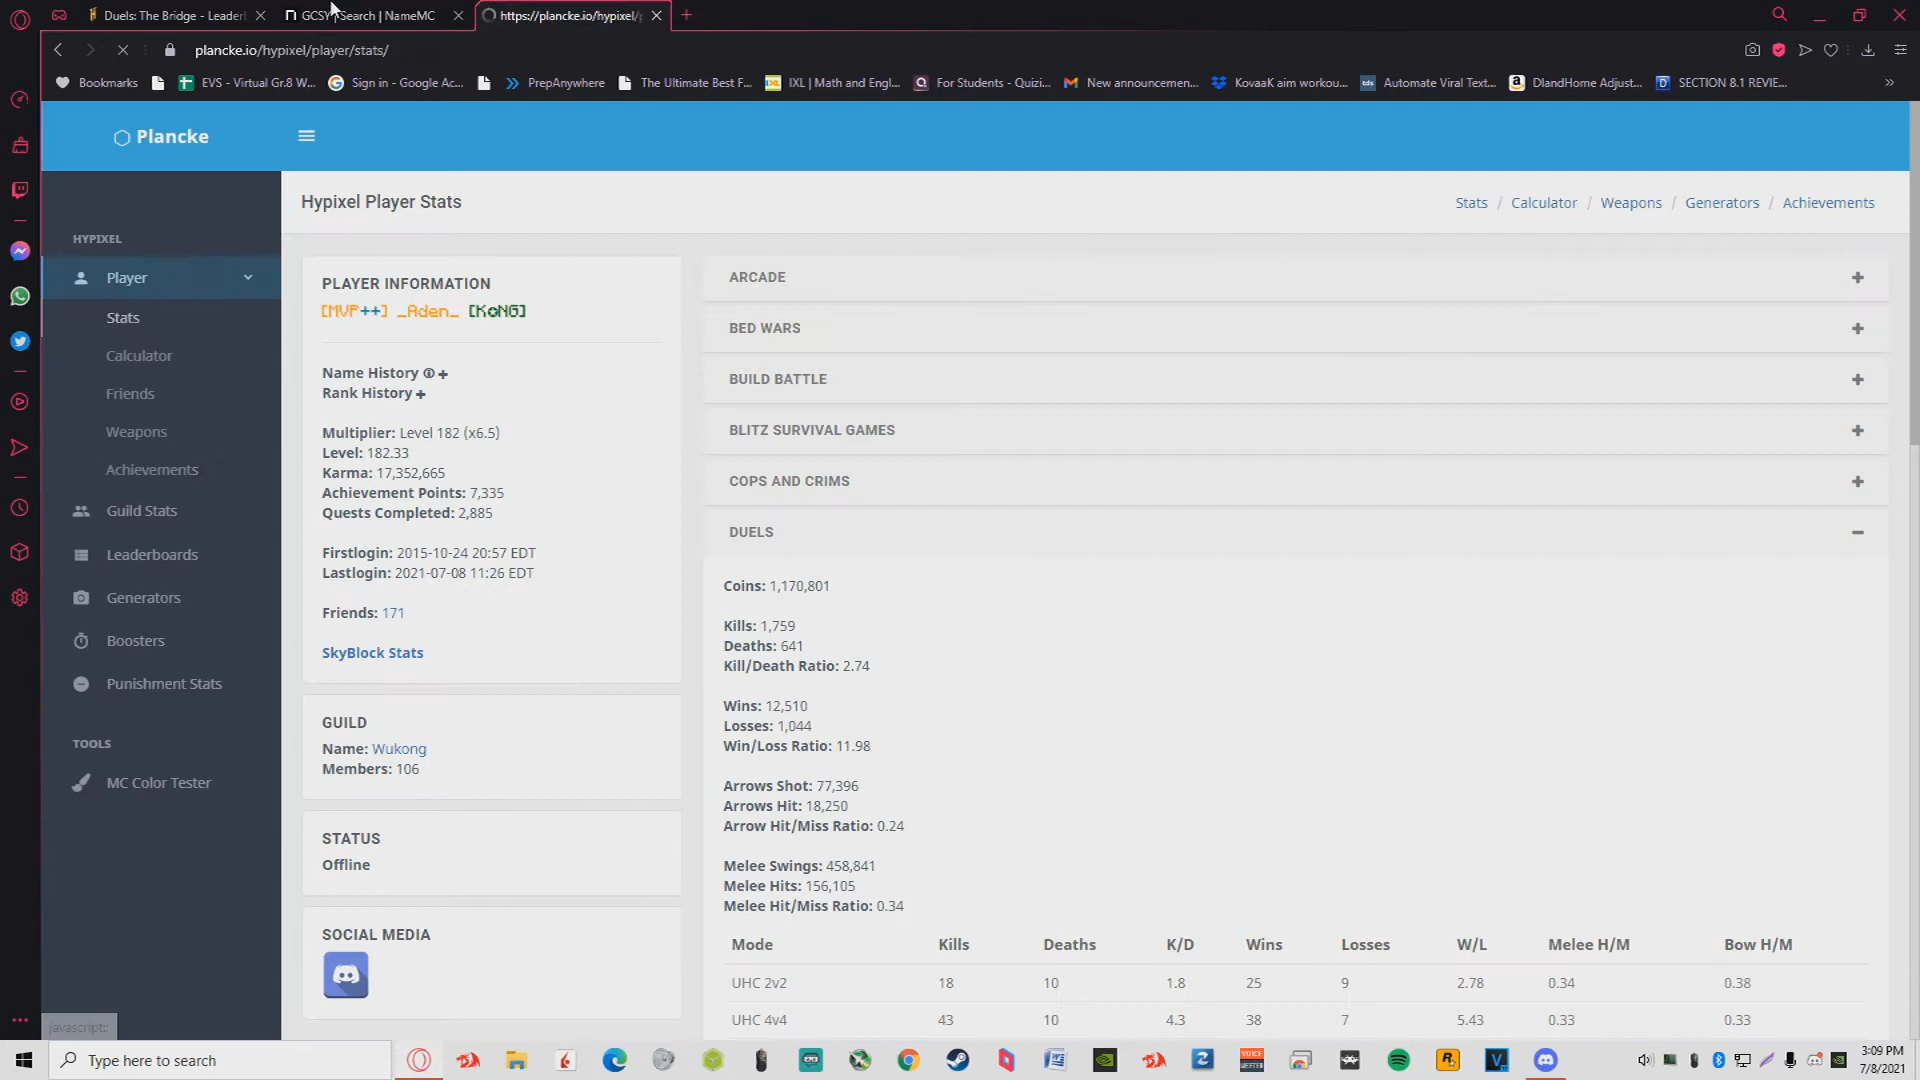 Duels: The Bridge - Leader
GCSY | Search | NameMC
https://plancke.io/hypixel/
plancke.io/hypixel/player/stats/
Bookmarks
EVS - Virtual Gr.8 W...
Sign in - Google Ac...
PrepAnywhere
The Ultimate Best F...
IXL | Math and Engl...
For Students - Quizi...
New announcemen...
KovaaK aim workou...
Automate Viral Text...
DlandHome Adjust...
SECTION 8.1 REVIE...
Plancke
Hypixel Player Stats
Stats / Calculator / Weapons / Generators / Achievements
HYPIXEL
Player
Stats
Calculator
Friends
Weapons
Achievements
Guild Stats
Leaderboards
Generators
Boosters
Punishment Stats
TOOLS
MC Color Tester
PLAYER INFORMATION
[MVP++] _Aden_ [KoNG]
Name History
Rank History
Multiplier: Level 182 (x6.5)
Level: 182.33
Karma: 17,352,665
Achievement Points: 7,335
Quests Completed: 2,885
Firstlogin: 2015-10-24 20:57 EDT
Lastlogin: 2021-07-08 11:26 EDT
Friends: 171
SkyBlock Stats
GUILD
Name: Wukong
Members: 106
STATUS
Offline
SOCIAL MEDIA
ARCADE
BED WARS
BUILD BATTLE
BLITZ SURVIVAL GAMES
COPS AND CRIMS
DUELS
Coins: 1,170,801
Kills: 1,759
Deaths: 641
Kill/Death Ratio: 2.74
Wins: 12,510
Losses: 1,044
Win/Loss Ratio: 11.98
Arrows Shot: 77,396
Arrows Hit: 18,250
Arrow Hit/Miss Ratio: 0.24
Melee Swings: 458,841
Melee Hits: 156,105
Melee Hit/Miss Ratio: 0.34
Mode Kills Deaths K/D Wins Losses W/L Melee H/M Bow H/M
UHC 2v2 18 10 1.8 25 9 2.78 0.34 0.38
UHC 4v4 43 10 4.3 38 7 5.43 0.33 0.33
javascript:
Type here to search
3:09 PM
7/8/2021